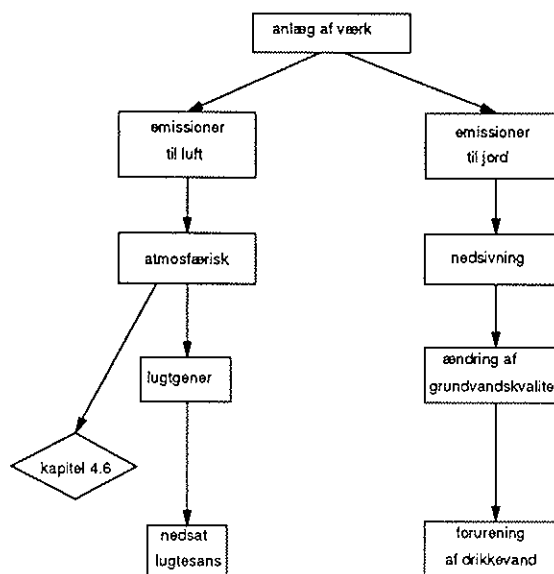 anlæg af værk
emissioner
til luft
emissioner
til jord
atmosfærisk
nedsivning
lugtgener
ændring af
grundvandskvalite
kapitel 4.6
nedsat
lugtesans
forurening
af drikkevand